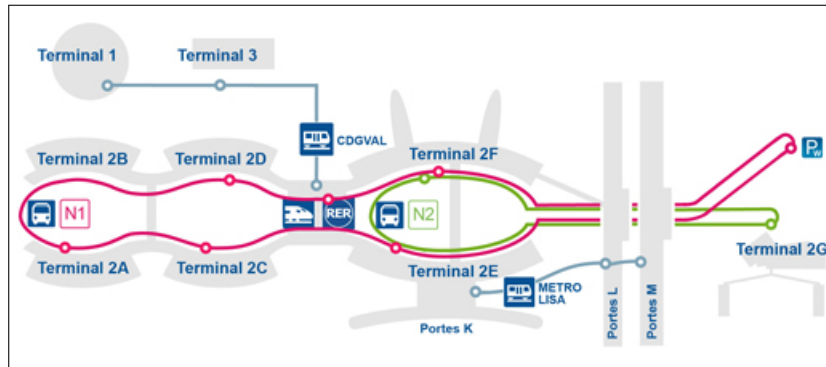 Terminal 1
Terminal 3
CDGVAL
Terminal 2B
Terminal 2D
Terminal 2F
Pw
N1
RER
N2
Terminal 2A
Terminal 2C
Terminal 2E
Terminal 2G
METRO
LISA
Portes K
Portes L
Portes M